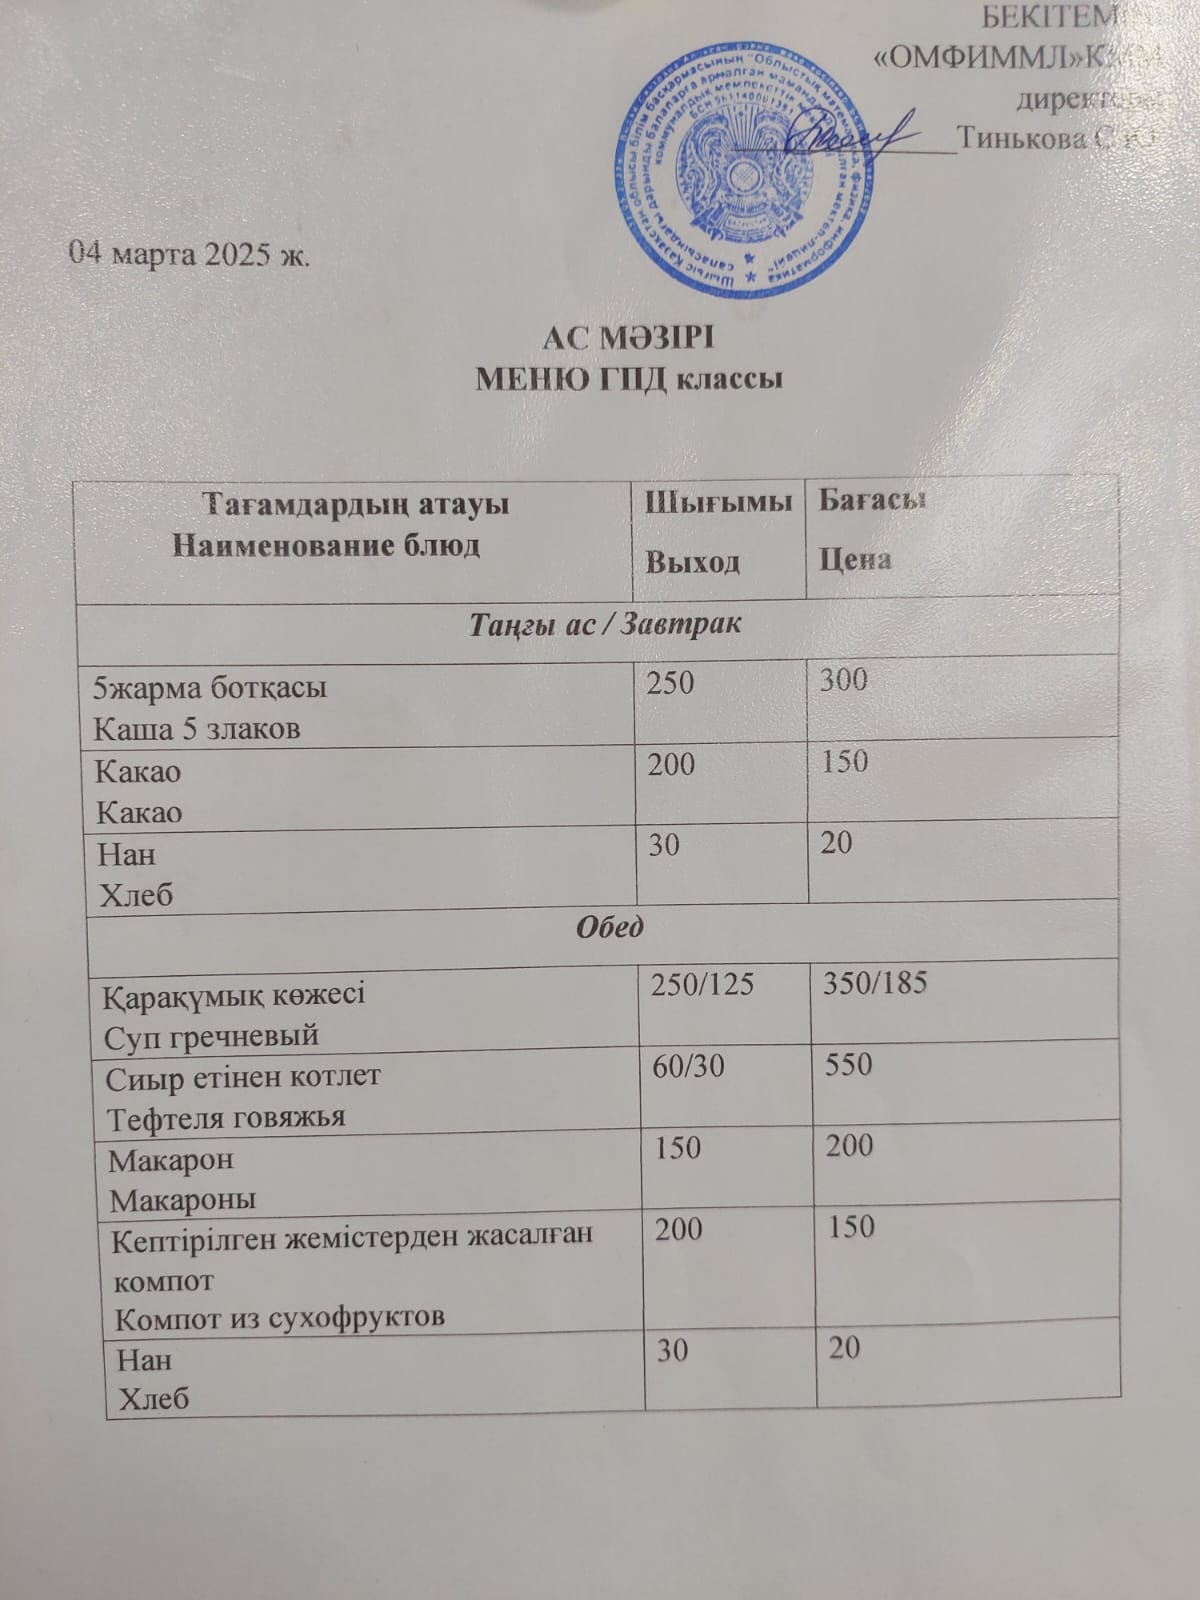 БЕКІТЕМ
«ОМФИММЛ»
директоры
Тинькова С.Ю.
04 марта 2025 ж.
АС МӘЗІРІ
МЕНЮ ГПД классы
Тағамдардың атауы
Наименование блюд
Шығымы
Выход
Бағасы
Цена
Таңғы ас / Завтрак
5жарма ботқасы
Каша 5 злаков
250
300
Какао
Какао
200
150
Нан
Хлеб
30
20
Обед
Қарақұмық көжесі
Суп гречневый
250/125
350/185
Сиыр етінен котлет
Тефтеля говяжья
60/30
550
Макарон
Макароны
150
200
Кептірілген жемістерден жасалған
компот
Компот из сухофруктов
200
150
Нан
Хлеб
30
20